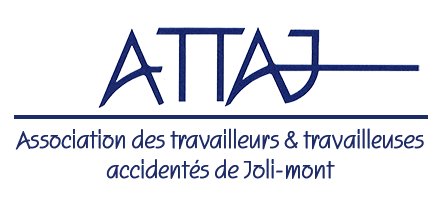 ATTAJ
Association des travailleurs & travailleuses
accidentés de Joli-mont